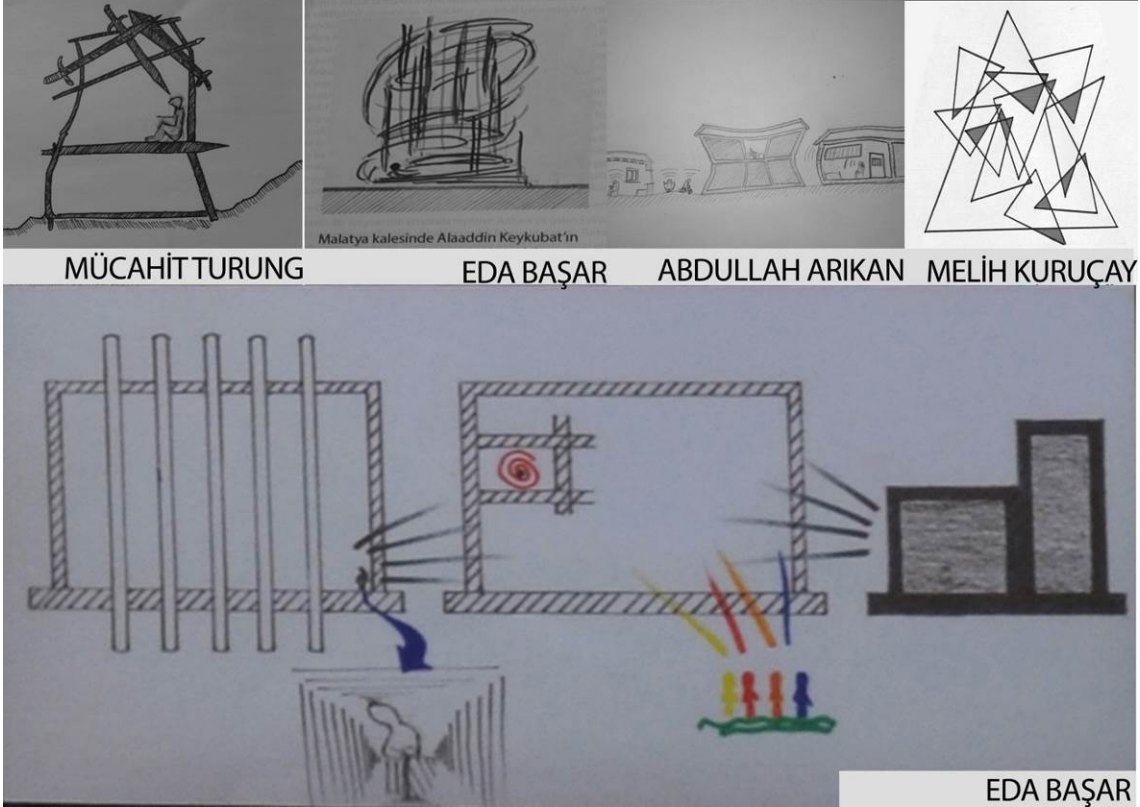 Malatya kalesinde Alaaddin Keykubat'ın
MÜCAHİT TURUNG
EDA BAŞAR
ABDULLAH ARIKAN
MELİH KURUÇAY
EDA BAŞAR